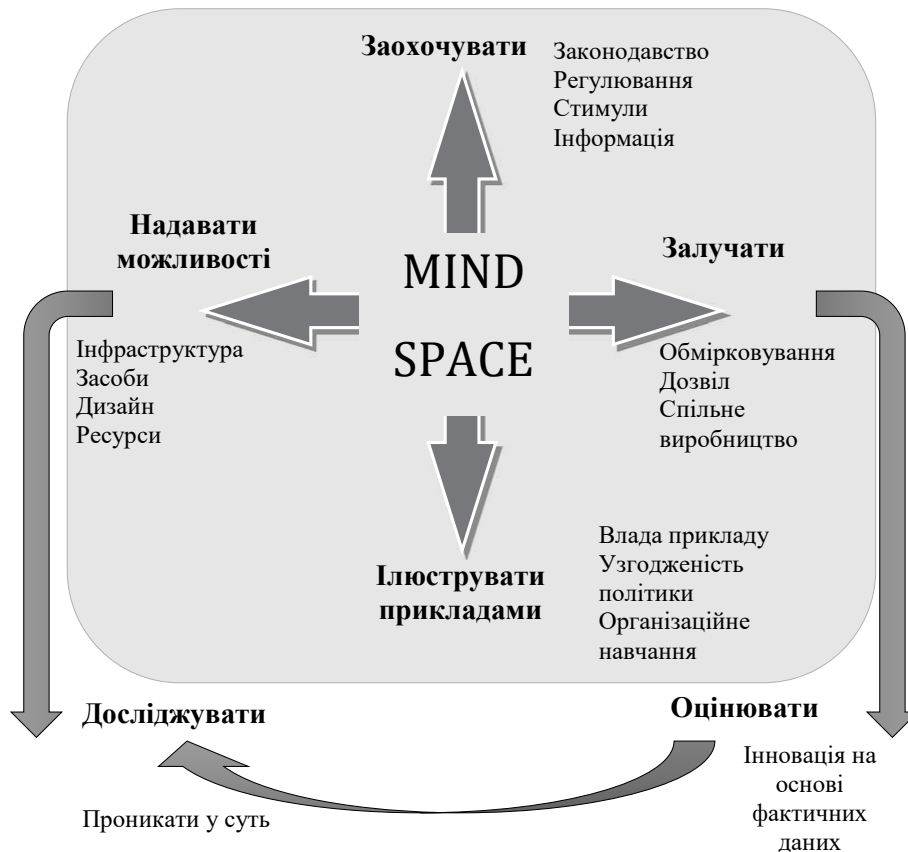 Заохочувати
Законодавство
Регулювання
Стимули
Інформація
Надавати
можливості
MIND
SPACE
Залучати
Інфраструктура
Засоби
Дизайн
Ресурси
Обмірковування
Дозвіл
Спільне
виробництво
Ілюструвати
прикладами
Влада прикладу
Узгодженість
політики
Організаційне
навчання
Досліджувати
Оцінювати
Проникати у суть
Інновація на
основі
фактичних
даних